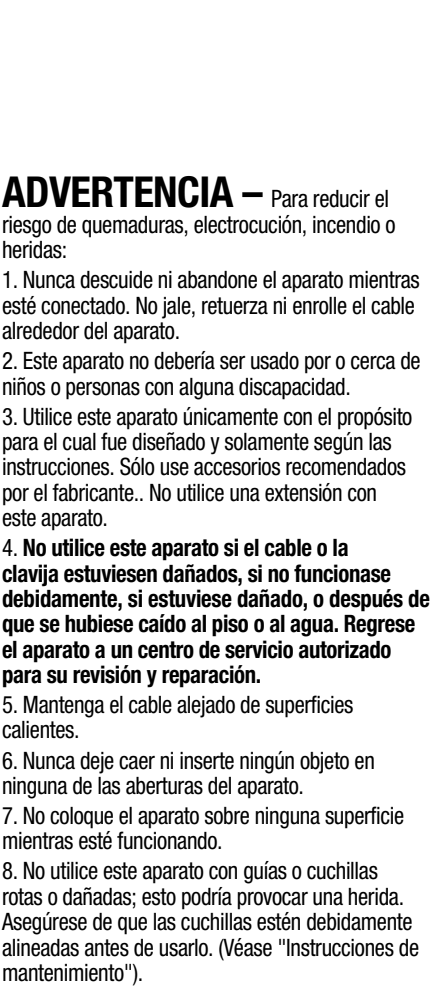 ADVERTENCIA – Para reducir el
riesgo de quemaduras, electrocución, incendio o
heridas:
1. Nunca descuide ni abandone el aparato mientras
esté conectado. No jale, retuerza ni enrolle el cable
alrededor del aparato.
2. Este aparato no debería ser usado por o cerca de
niños o personas con alguna discapacidad.
3. Utilice este aparato únicamente con el propósito
para el cual fue diseñado y solamente según las
instrucciones. Sólo use accesorios recomendados
por el fabricante.. No utilice una extensión con
este aparato.
4. No utilice este aparato si el cable o la
clavija estuviesen dañados, si no funcionase
debidamente, si estuviese dañado, o después de
que se hubiese caído al piso o al agua. Regrese
el aparato a un centro de servicio autorizado
para su revisión y reparación.
5. Mantenga el cable alejado de superficies
calientes.
6. Nunca deje caer ni inserte ningún objeto en
ninguna de las aberturas del aparato.
7. No coloque el aparato sobre ninguna superficie
mientras esté funcionando.
8. No utilice este aparato con guías o cuchillas
rotas o dañadas; esto podría provocar una herida.
Asegúrese de que las cuchillas estén debidamente
alineadas antes de usarlo. (Véase "Instrucciones de
mantenimiento").